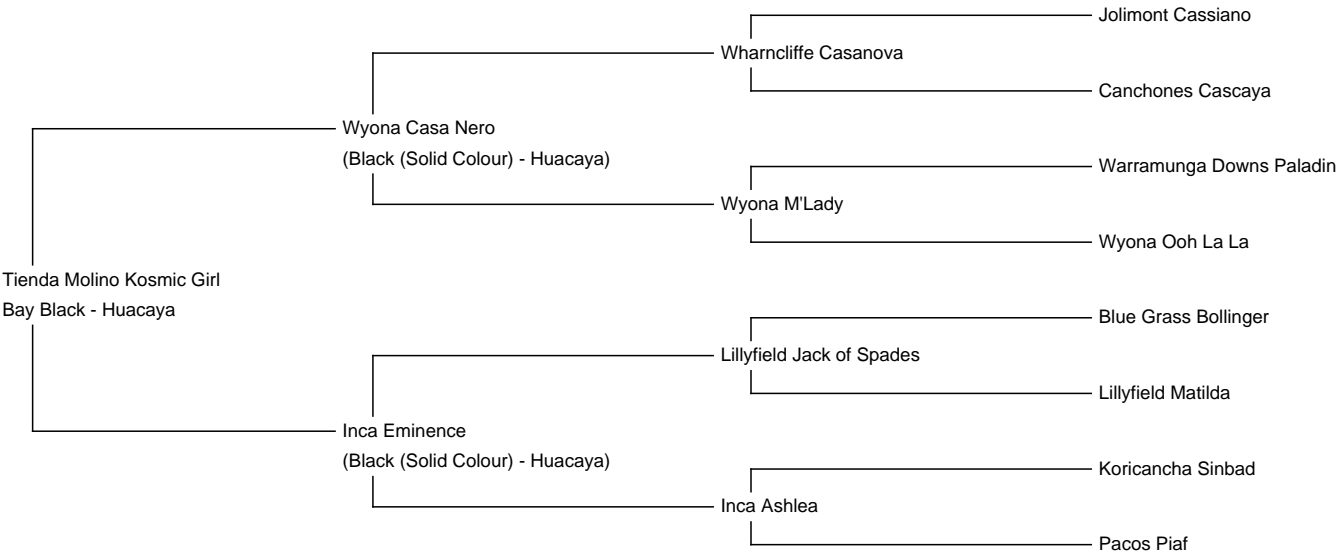 Jolimont Cassiano
Wharncliffe Casanova
Canchones Cascaya
Wyona Casa Nero
(Black (Solid Colour) - Huacaya)
Warramunga Downs Paladin
Wyona M'Lady
Wyona Ooh La La
Tienda Molino Kosmic Girl
Bay Black - Huacaya
Blue Grass Bollinger
Lillyfield Jack of Spades
Lillyfield Matilda
Inca Eminence
(Black (Solid Colour) - Huacaya)
Koricancha Sinbad
Inca Ashlea
Pacos Piaf